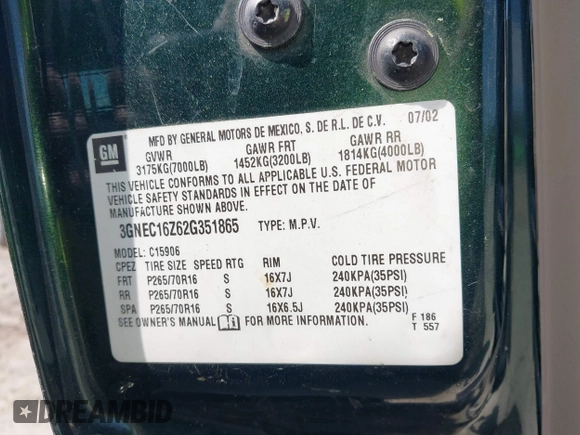 GM
MFD BY GENERAL MOTORS DE MEXICO, S. DE R.L. DE C.V. 07/02
GVWR GAWR FRT GAWR RR
3175KG(7000LB) 1452KG(3200LB) 1814KG(4000LB)
THIS VEHICLE CONFORMS TO ALL APPLICABLE U.S. FEDERAL MOTOR
VEHICLE SAFETY STANDARDS IN EFFECT ON THE DATE OF
MANUFACTURE SHOWN ABOVE.
3GNEC16Z62G351865 TYPE: M.P.V.
MODEL: C15906
CPEZ TIRE SIZE SPEED RTG RIM COLD TIRE PRESSURE
FRT P265/70R16 S 16X7J 240KPA(35PSI)
RR P265/70R16 S 16X7J 240KPA(35PSI)
SPA P265/70R16 S 16X6.5J 240KPA(35PSI)
SEE OWNER'S MANUAL FOR MORE INFORMATION. F 186
T 557
DREAMBID